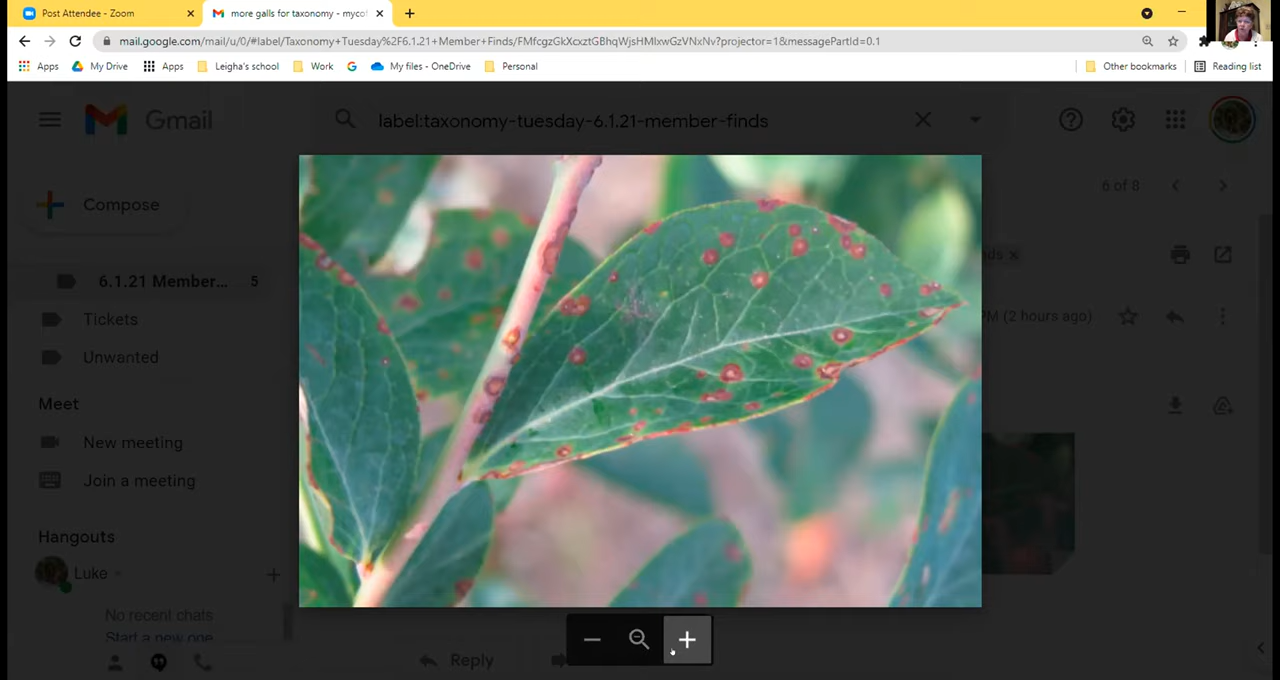 Post Attendee - Zoom
more galls for taxonomy - myco
mail.google.com/mail/u/0/#label/Taxonomy+Tuesday%2F6.1.21+Member+Finds/FMfcgzGkXcxztGBhqWjsHMlxwGzVNxNv?projector=1&messagePartId=0.1
Apps My Drive Apps Leigha's school Work My files - OneDrive Personal Other bookmarks Reading list
Gmail label:taxonomy-tuesday-6.1.21-member-finds
6 of 8
Compose
6.1.21 Member... 5
Tickets
PM (2 hours ago)
Unwanted
Meet
New meeting
Join a meeting
Hangouts
Luke
No recent chats
Start a new one
Reply